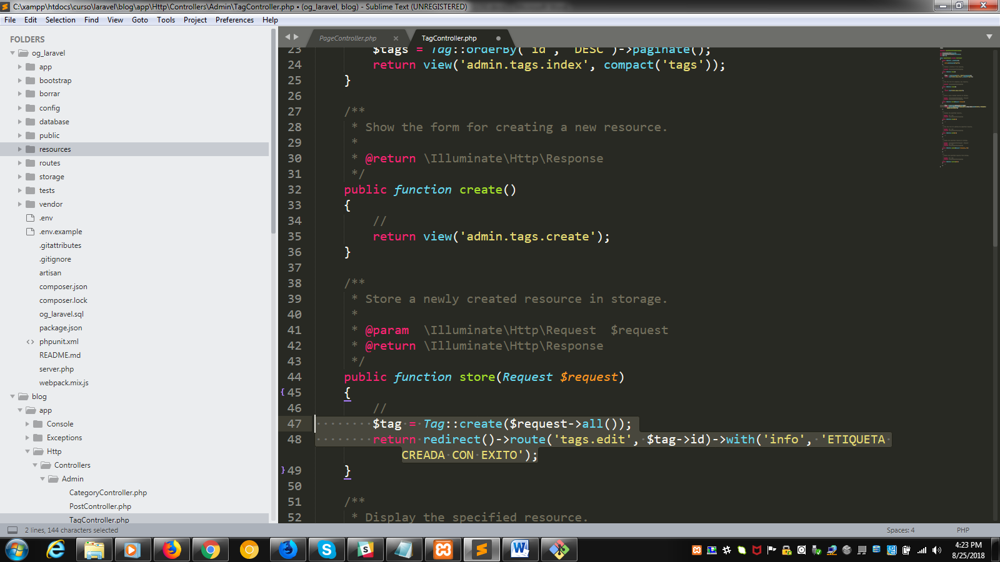 C:\xampp\htdocs\curso\laravel\blog\app\Http\Controllers\Admin\TagController.php • (og_laravel, blog) - Sublime Text (UNREGISTERED)
File Edit Selection Find View Goto Tools Project Preferences Help
FOLDERS
og_laravel
app
bootstrap
borrar
config
database
public
resources
routes
storage
tests
vendor
.env
.env.example
.gitattributes
.gitignore
artisan
composer.json
composer.lock
og_laravel.sql
package.json
<> phpunit.xml
README.md
server.php
webpack.mix.js
blog
app
Console
Exceptions
Http
Controllers
Admin
CategoryController.php
PostController.php
TagController.php
PageController.php × TagController.php •
23 $tags = Tag::orderBy('id', 'DESC')->paginate();
24 return view('admin.tags.index', compact('tags'));
25 }
26
27 /**
28 * Show the form for creating a new resource.
29 *
30 * @return \Illuminate\Http\Response
31 */
32 public function create()
33 {
34 //
35 return view('admin.tags.create');
36 }
37
38 /**
39 * Store a newly created resource in storage.
40 *
41 * @param  \Illuminate\Http\Request  $request
42 * @return \Illuminate\Http\Response
43 */
44 public function store(Request $request)
45 {
46 //
47 $tag = Tag::create($request->all());
48 return redirect()->route('tags.edit', $tag->id)->with('info', 'ETIQUETA
CREADA CON EXITO');
49 }
50
51 /**
52 * Display the specified resource.
2 lines, 144 characters selected
Spaces: 4 PHP
4:23 PM
8/25/2018